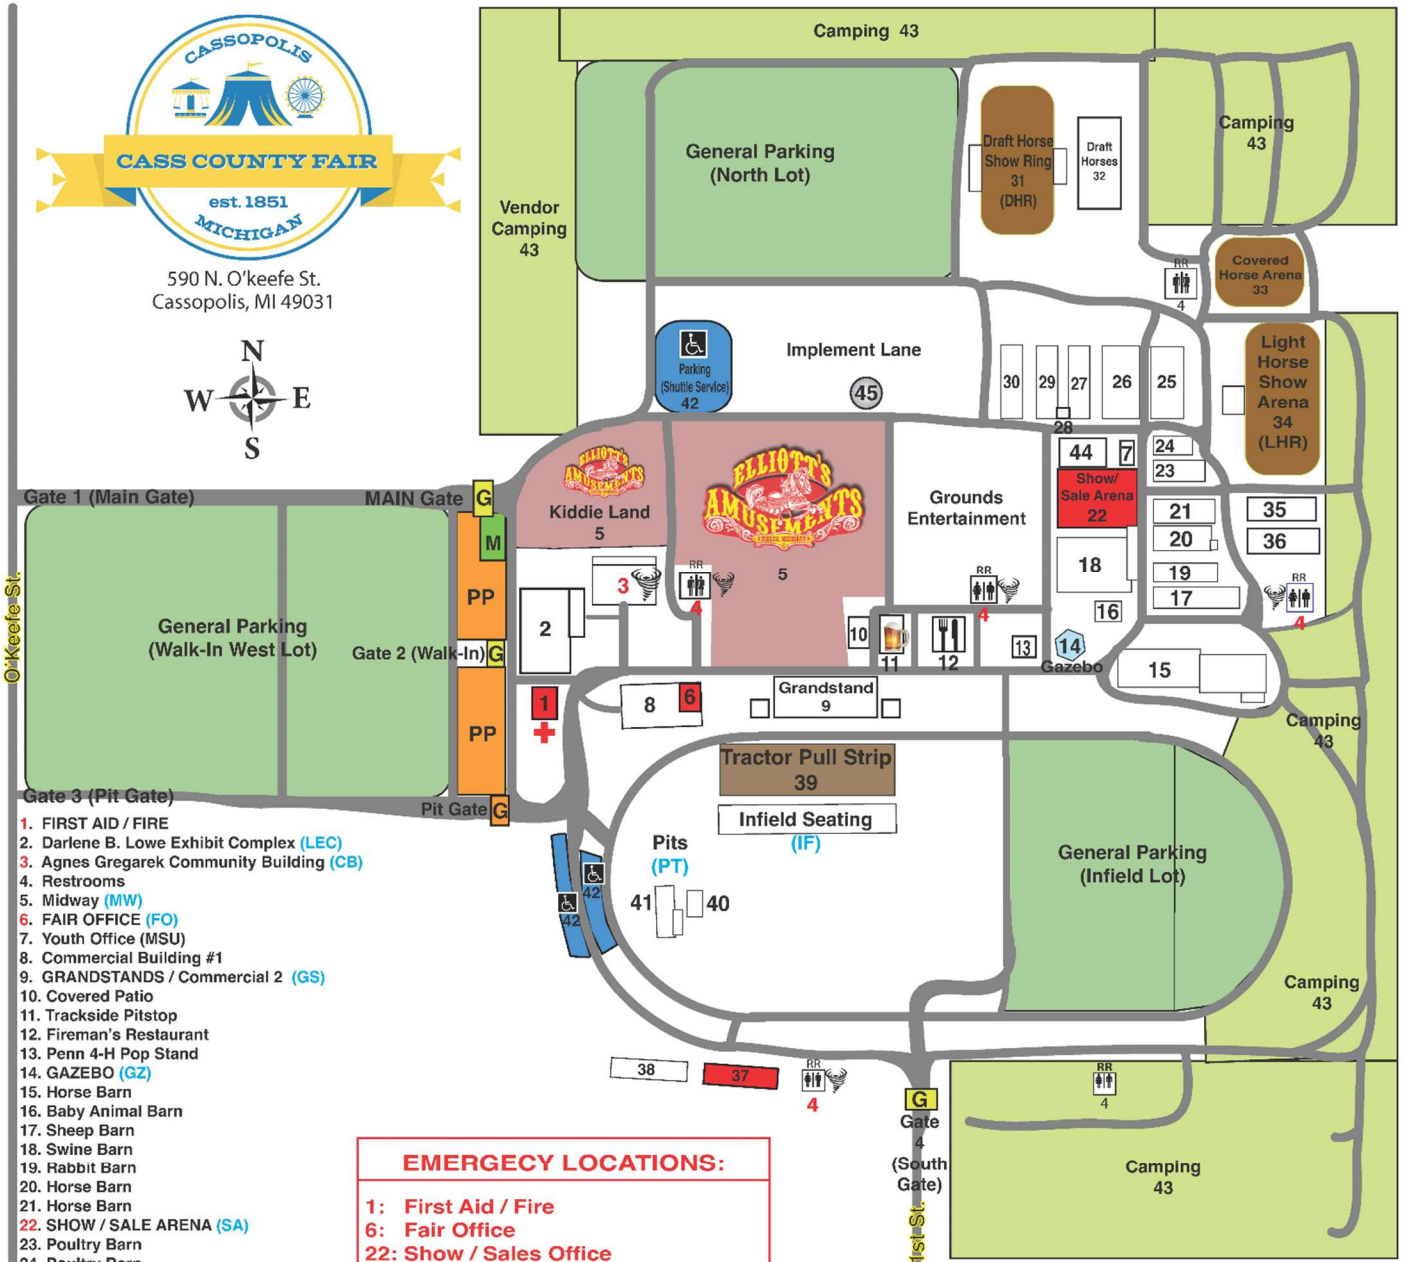 CASSOPOLIS
CASS COUNTY FAIR
est. 1851
MICHIGAN
590 N. O'keefe St.
Cassopolis, MI 49031
N
W E
S
Camping 43
Vendor
Camping
43
General Parking
(North Lot)
Draft Horse
Show Ring
31
(DHR)
Draft
Horses
32
Camping
43
RR
4
Covered
Horse Arena
33
Light
Horse
Show
Arena
34
(LHR)
Parking
(Shuttle Service)
42
Implement Lane
45
30
29
27
28
26
25
44
7
24
23
Show/
Sale Arena
22
ELLIOTT'S
AMUSEMENTS
Kiddie Land
5
ELLIOTT'S
AMUSEMENTS
MASON, MICHIGAN
5
Grounds
Entertainment
21
20
19
17
18
16
35
36
RR
4
RR
4
RR
4
Gate 1 (Main Gate)
MAIN Gate
G
M
PP
General Parking
(Walk-In West Lot)
O'Keefe St.
Gate 2 (Walk-In)
G
PP
2
3
10
11
12
13
14
Gazebo
15
1
8
6
Grandstand
9
Camping
43
Tractor Pull Strip
39
Infield Seating
(IF)
Pits
(PT)
41
40
General Parking
(Infield Lot)
Gate 3 (Pit Gate)
Pit Gate
G
42
42
Camping
43
38
37
RR
4
G
Gate
4
(South
Gate)
1st St.
RR
4
Camping
43
1. FIRST AID / FIRE
2. Darlene B. Lowe Exhibit Complex (LEC)
3. Agnes Gregarek Community Building (CB)
4. Restrooms
5. Midway (MW)
6. FAIR OFFICE (FO)
7. Youth Office (MSU)
8. Commercial Building #1
9. GRANDSTANDS / Commercial 2 (GS)
10. Covered Patio
11. Trackside Pitstop
12. Fireman's Restaurant
13. Penn 4-H Pop Stand
14. GAZEBO (GZ)
15. Horse Barn
16. Baby Animal Barn
17. Sheep Barn
18. Swine Barn
19. Rabbit Barn
20. Horse Barn
21. Horse Barn
22. SHOW / SALE ARENA (SA)
23. Poultry Barn
24. Poultry Barn
EMERGECY LOCATIONS:
1: First Aid / Fire
6: Fair Office
22: Show / Sales Office